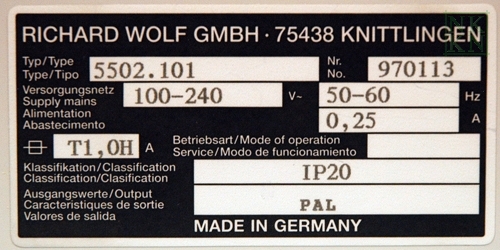 RICHARD WOLF GMBH · 75438 KNITTLINGEN
Typ/Type
Type/Tipo 5502.101 Nr.
No. 970113
Versorgungsnetz
Supply mains 100-240 V~ 50-60 Hz
Alimentation
Abastecimento 0,25 A
T1,0H A Betriebsart/Mode of operation
Service/Modo de funcionamiento
Klassifikation/Classification
Classification/Clasificación IP20
Ausgangswerte/Output
Caracteristiques de sortie PAL
Valores de salida
MADE IN GERMANY